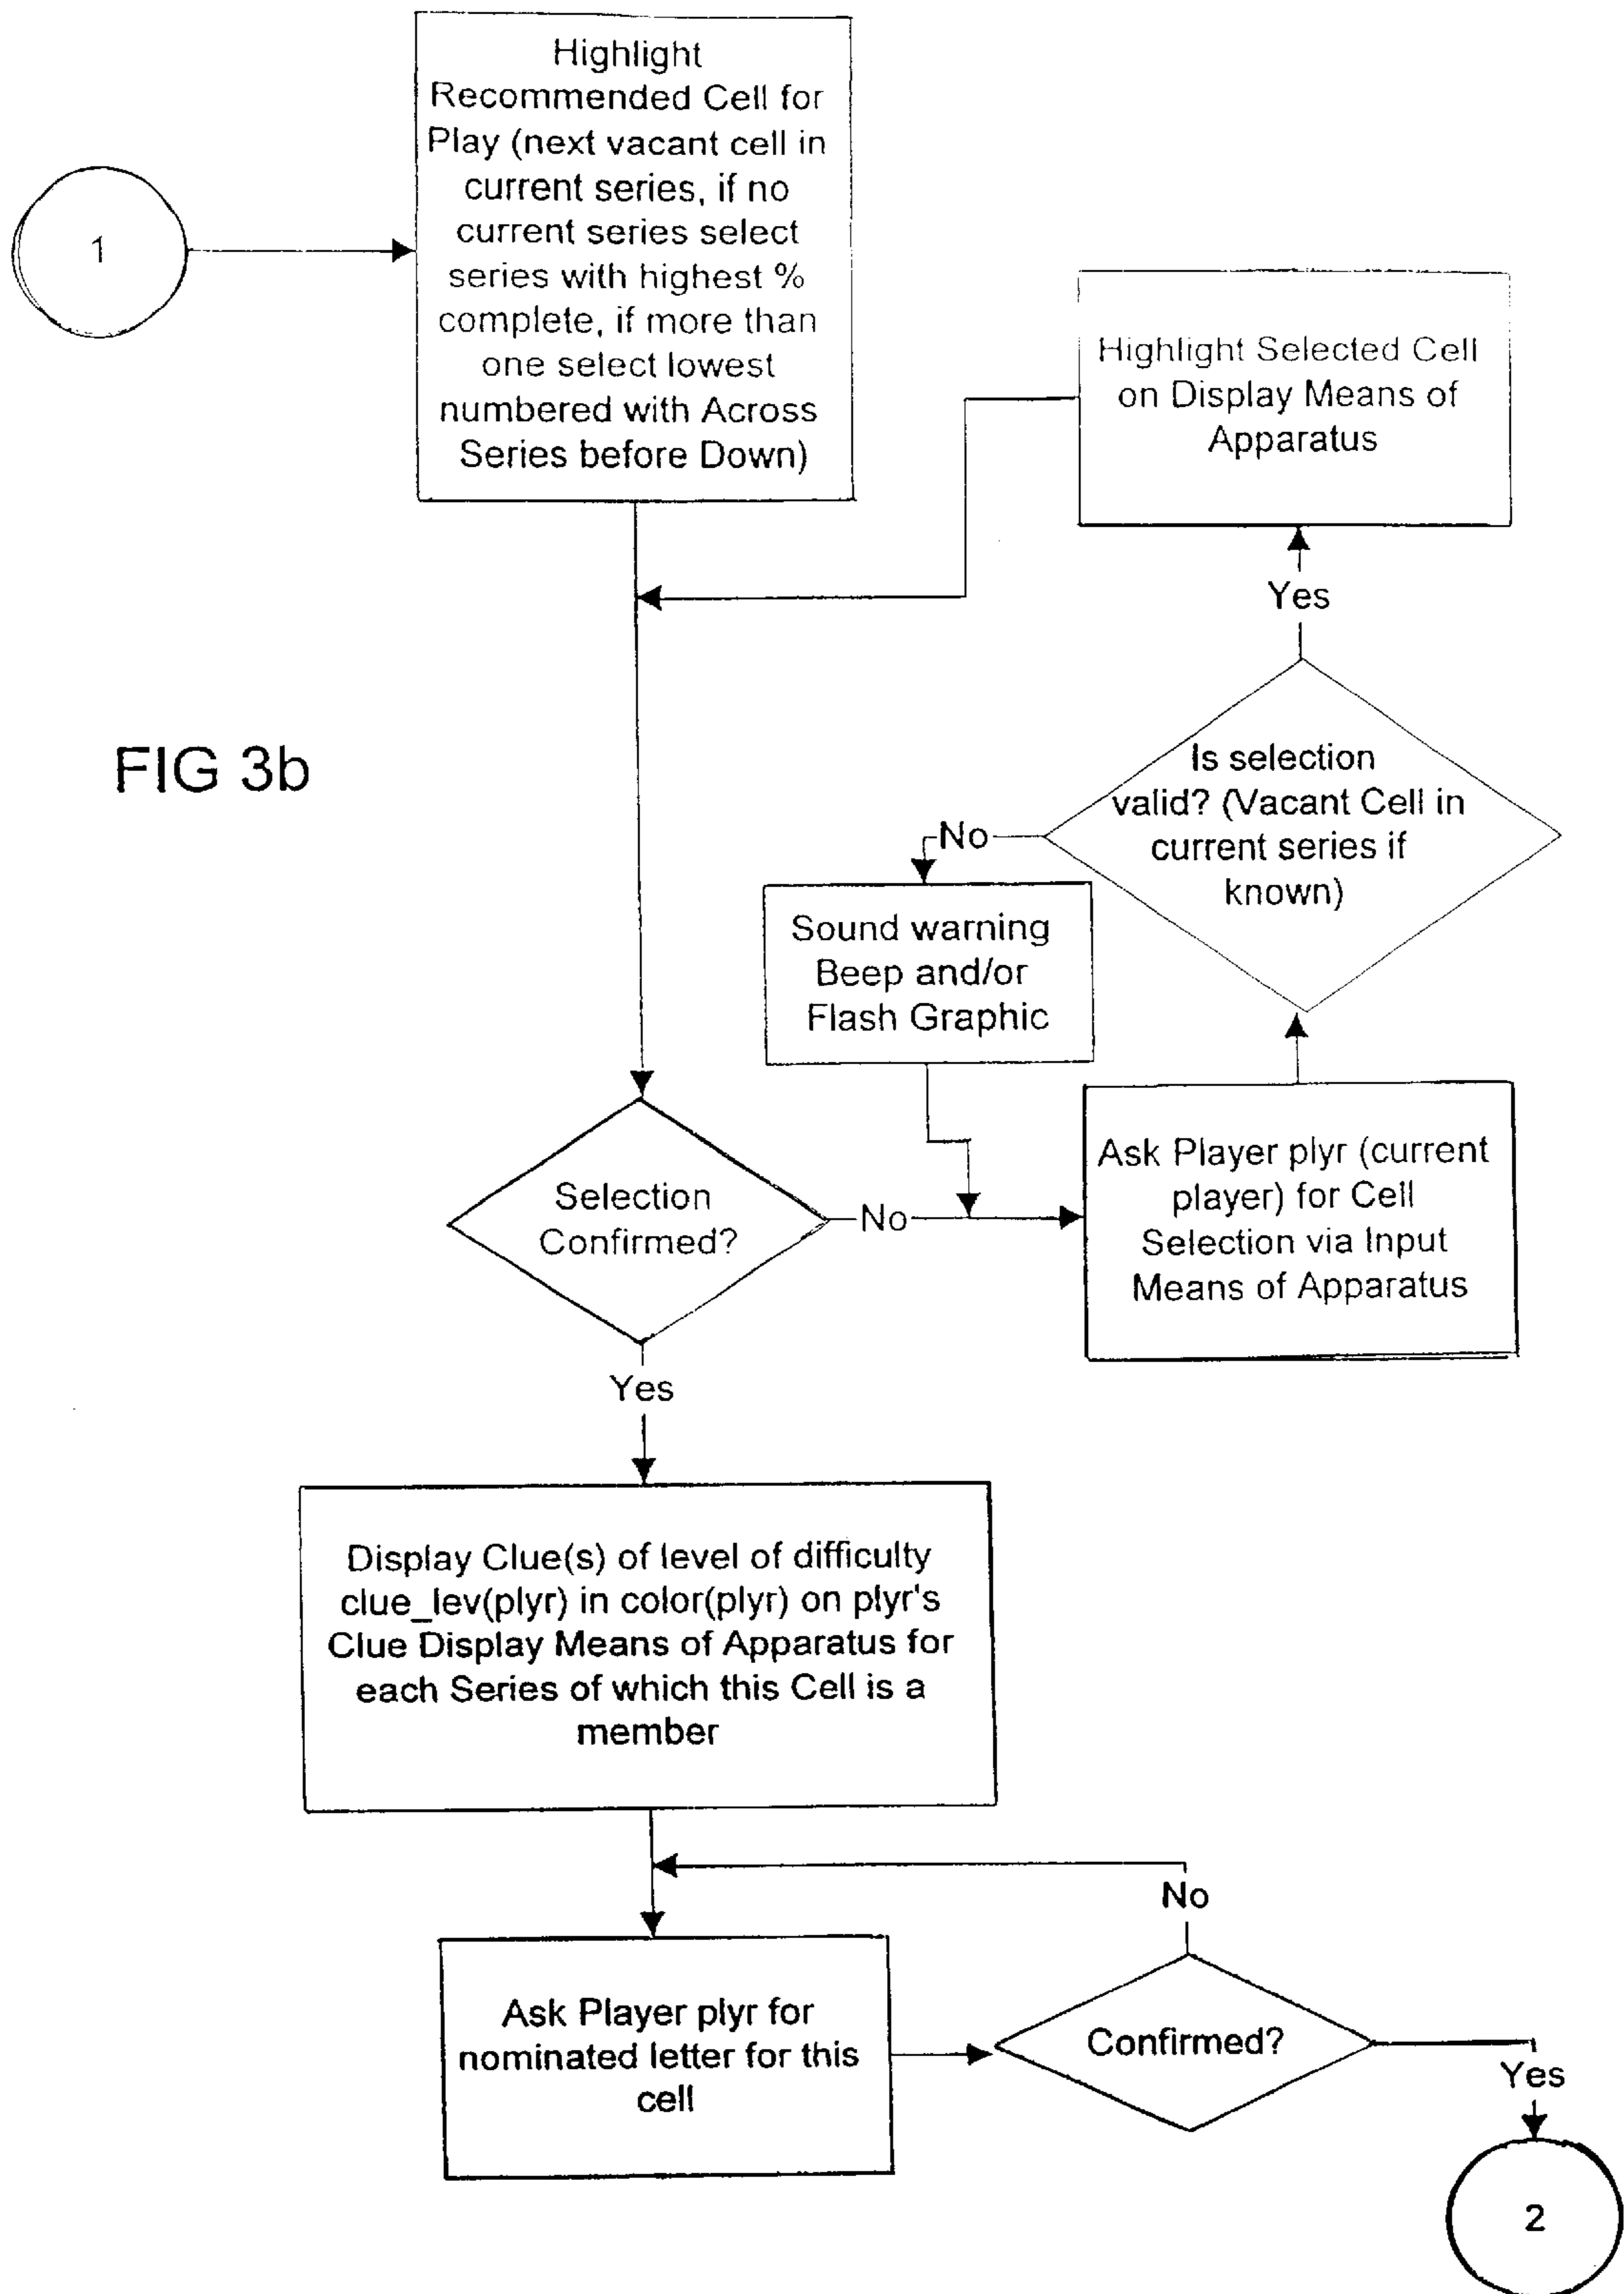 1
Highlight
Recommended Cell for
Play (next vacant cell in
current series, if no
current series select
series with highest %
complete, if more than
one select lowest
numbered with Across
Series before Down)
Highlight Selected Cell
on Display Means of
Apparatus
Yes
FIG 3b
Is selection
valid? (Vacant Cell in
current series if
known)
No
Sound warning
Beep and/or
Flash Graphic
Ask Player plyr (current
player) for Cell
Selection via Input
Means of Apparatus
Selection
Confirmed?
No
Yes
Display Clue(s) of level of difficulty
clue_lev(plyr) in color(plyr) on plyr's
Clue Display Means of Apparatus for
each Series of which this Cell is a
member
No
Ask Player plyr for
nominated letter for this
cell
Confirmed?
Yes
2